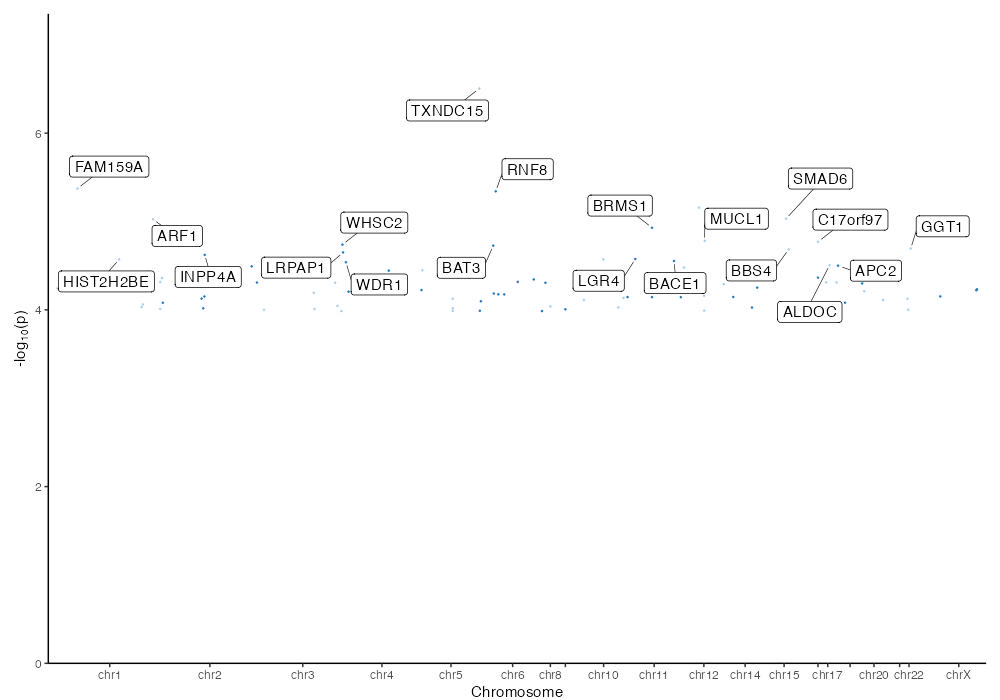 TXNDC15
FAM159A
RNF8
SMAD6
BRMS1
MUCL1
C17orf97
WHSC2
GGT1
ARF1
LRPAP1
BAT3
BBS4
APC2
HIST2H2BE
INPP4A
WDR1
LGR4
BACE1
ALDOC
6
4
2
0
-log10(p)
chr1 chr2 chr3 chr4 chr5 chr6 chr8 chr10 chr11 chr12 chr14 chr15 chr17 chr20 chr22 chrX
Chromosome